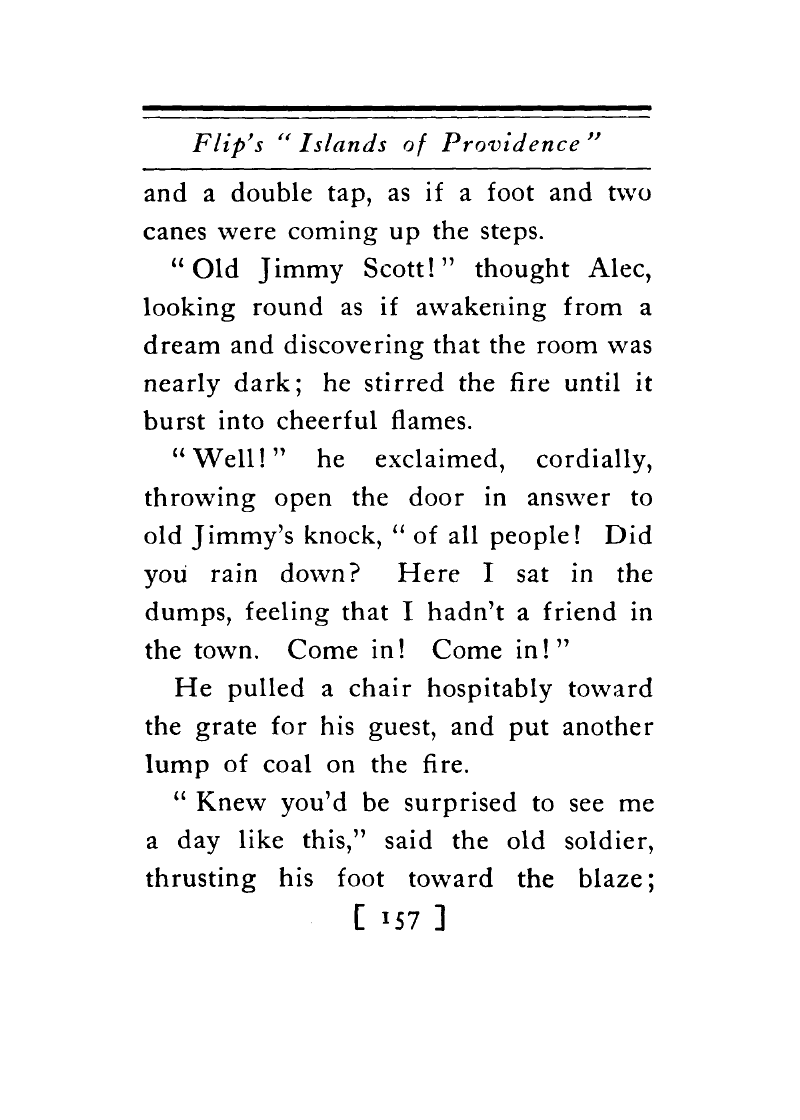 Flip's "Islands of Providence"
and a double tap, as if a foot and two
canes were coming up the steps.
"Old Jimmy Scott!" thought Alec,
looking round as if awakening from a
dream and discovering that the room was
nearly dark; he stirred the fire until it
burst into cheerful flames.
"Well!" he exclaimed, cordially,
throwing open the door in answer to
old Jimmy's knock, "of all people! Did
you rain down? Here I sat in the
dumps, feeling that I hadn't a friend in
the town. Come in! Come in!"
He pulled a chair hospitably toward
the grate for his guest, and put another
lump of coal on the fire.
"Knew you'd be surprised to see me
a day like this," said the old soldier,
thrusting his foot toward the blaze;
[ 157 ]